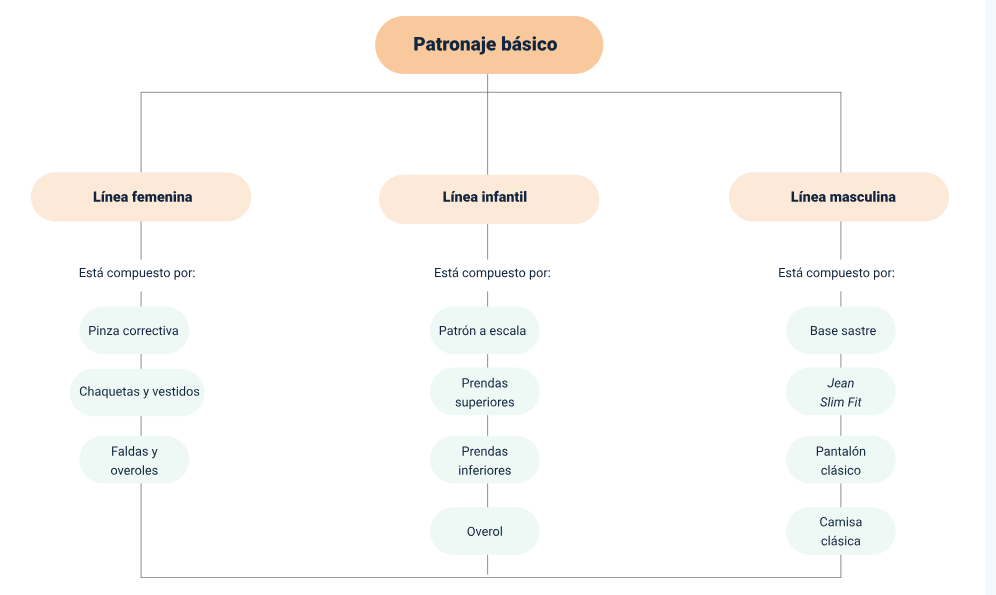 Patronaje básico
Línea femenina
Línea infantil
Línea masculina
Está compuesto por:
Está compuesto por:
Está compuesto por:
Pinza correctiva
Patrón a escala
Base sastre
Chaquetas y vestidos
Prendas
superiores
Jean
Slim Fit
Faldas y
overoles
Prendas
inferiores
Pantalón
clásico
Overol
Camisa
clásica